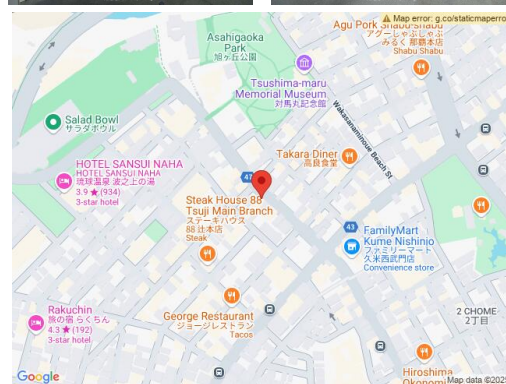 Map error: g.co/staticmaperro
Agu Pork Shabu-shabu
アグーしゃぶしゃぶ
みるく 那覇本店
Shabu Shabu
Asahigaoka
Park
旭ヶ丘公園
Tsushima-maru
Memorial Museum
対馬丸記念館
Wakasanaminoue Beach St.
Salad Bowl
サラダボウル
Takara Diner
高良食堂
HOTEL SANSUI NAHA
HOTEL SANSUI NAHA
琉球温泉 波之上の湯
3.9 ★ (934)
3-star hotel
47
Steak House 88
Tsuji Main Branch
ステーキハウス
88 辻本店
Steak
43
FamilyMart
Kume Nishinio
ファミリーマート
久米西武門店
Convenience store
George Restaurant
ジョージレストラン
Tacos
Rakuchin
旅の宿 らくちん
4.3 ★ (192)
3-star hotel
2 CHOME
2丁目
Hiroshima
Okonomi
Google
Map data ©202